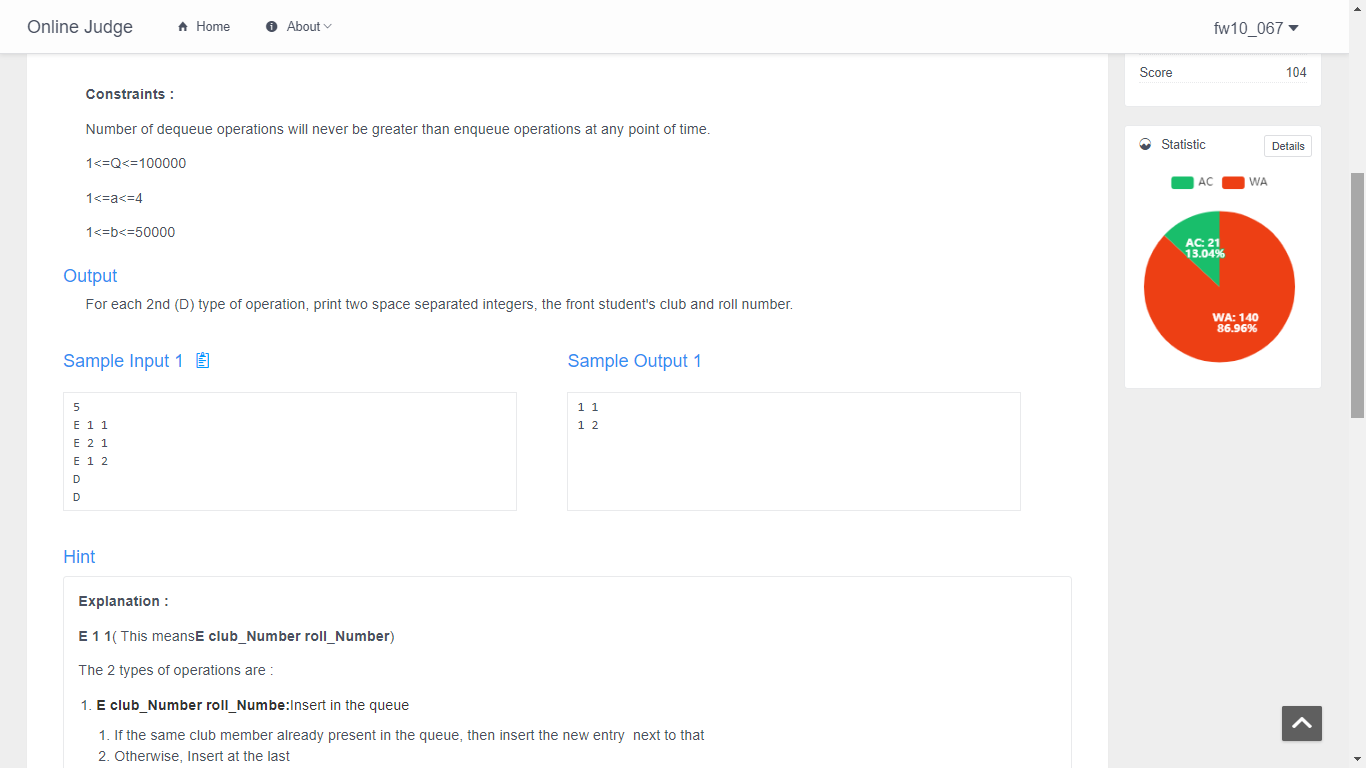 Online Judge
Home
About
fw10_067
Score 104
Constraints :
Number of dequeue operations will never be greater than enqueue operations at any point of time.
1<=Q<=100000
1<=a<=4
1<=b<=50000
Output
For each 2nd (D) type of operation, print two space separated integers, the front student's club and roll number.
Sample Input 1
5
E 1 1
E 2 1
E 1 2
D
D
Sample Output 1
1 1
1 2
Hint
Explanation :
E 1 1( This meansE club_Number roll_Number)
The 2 types of operations are :
1. E club_Number roll_Numbe:Insert in the queue
1. If the same club member already present in the queue, then insert the new entry  next to that
2. Otherwise, Insert at the last
Statistic
Details
AC WA
AC: 21
13.04%
WA: 140
86.96%